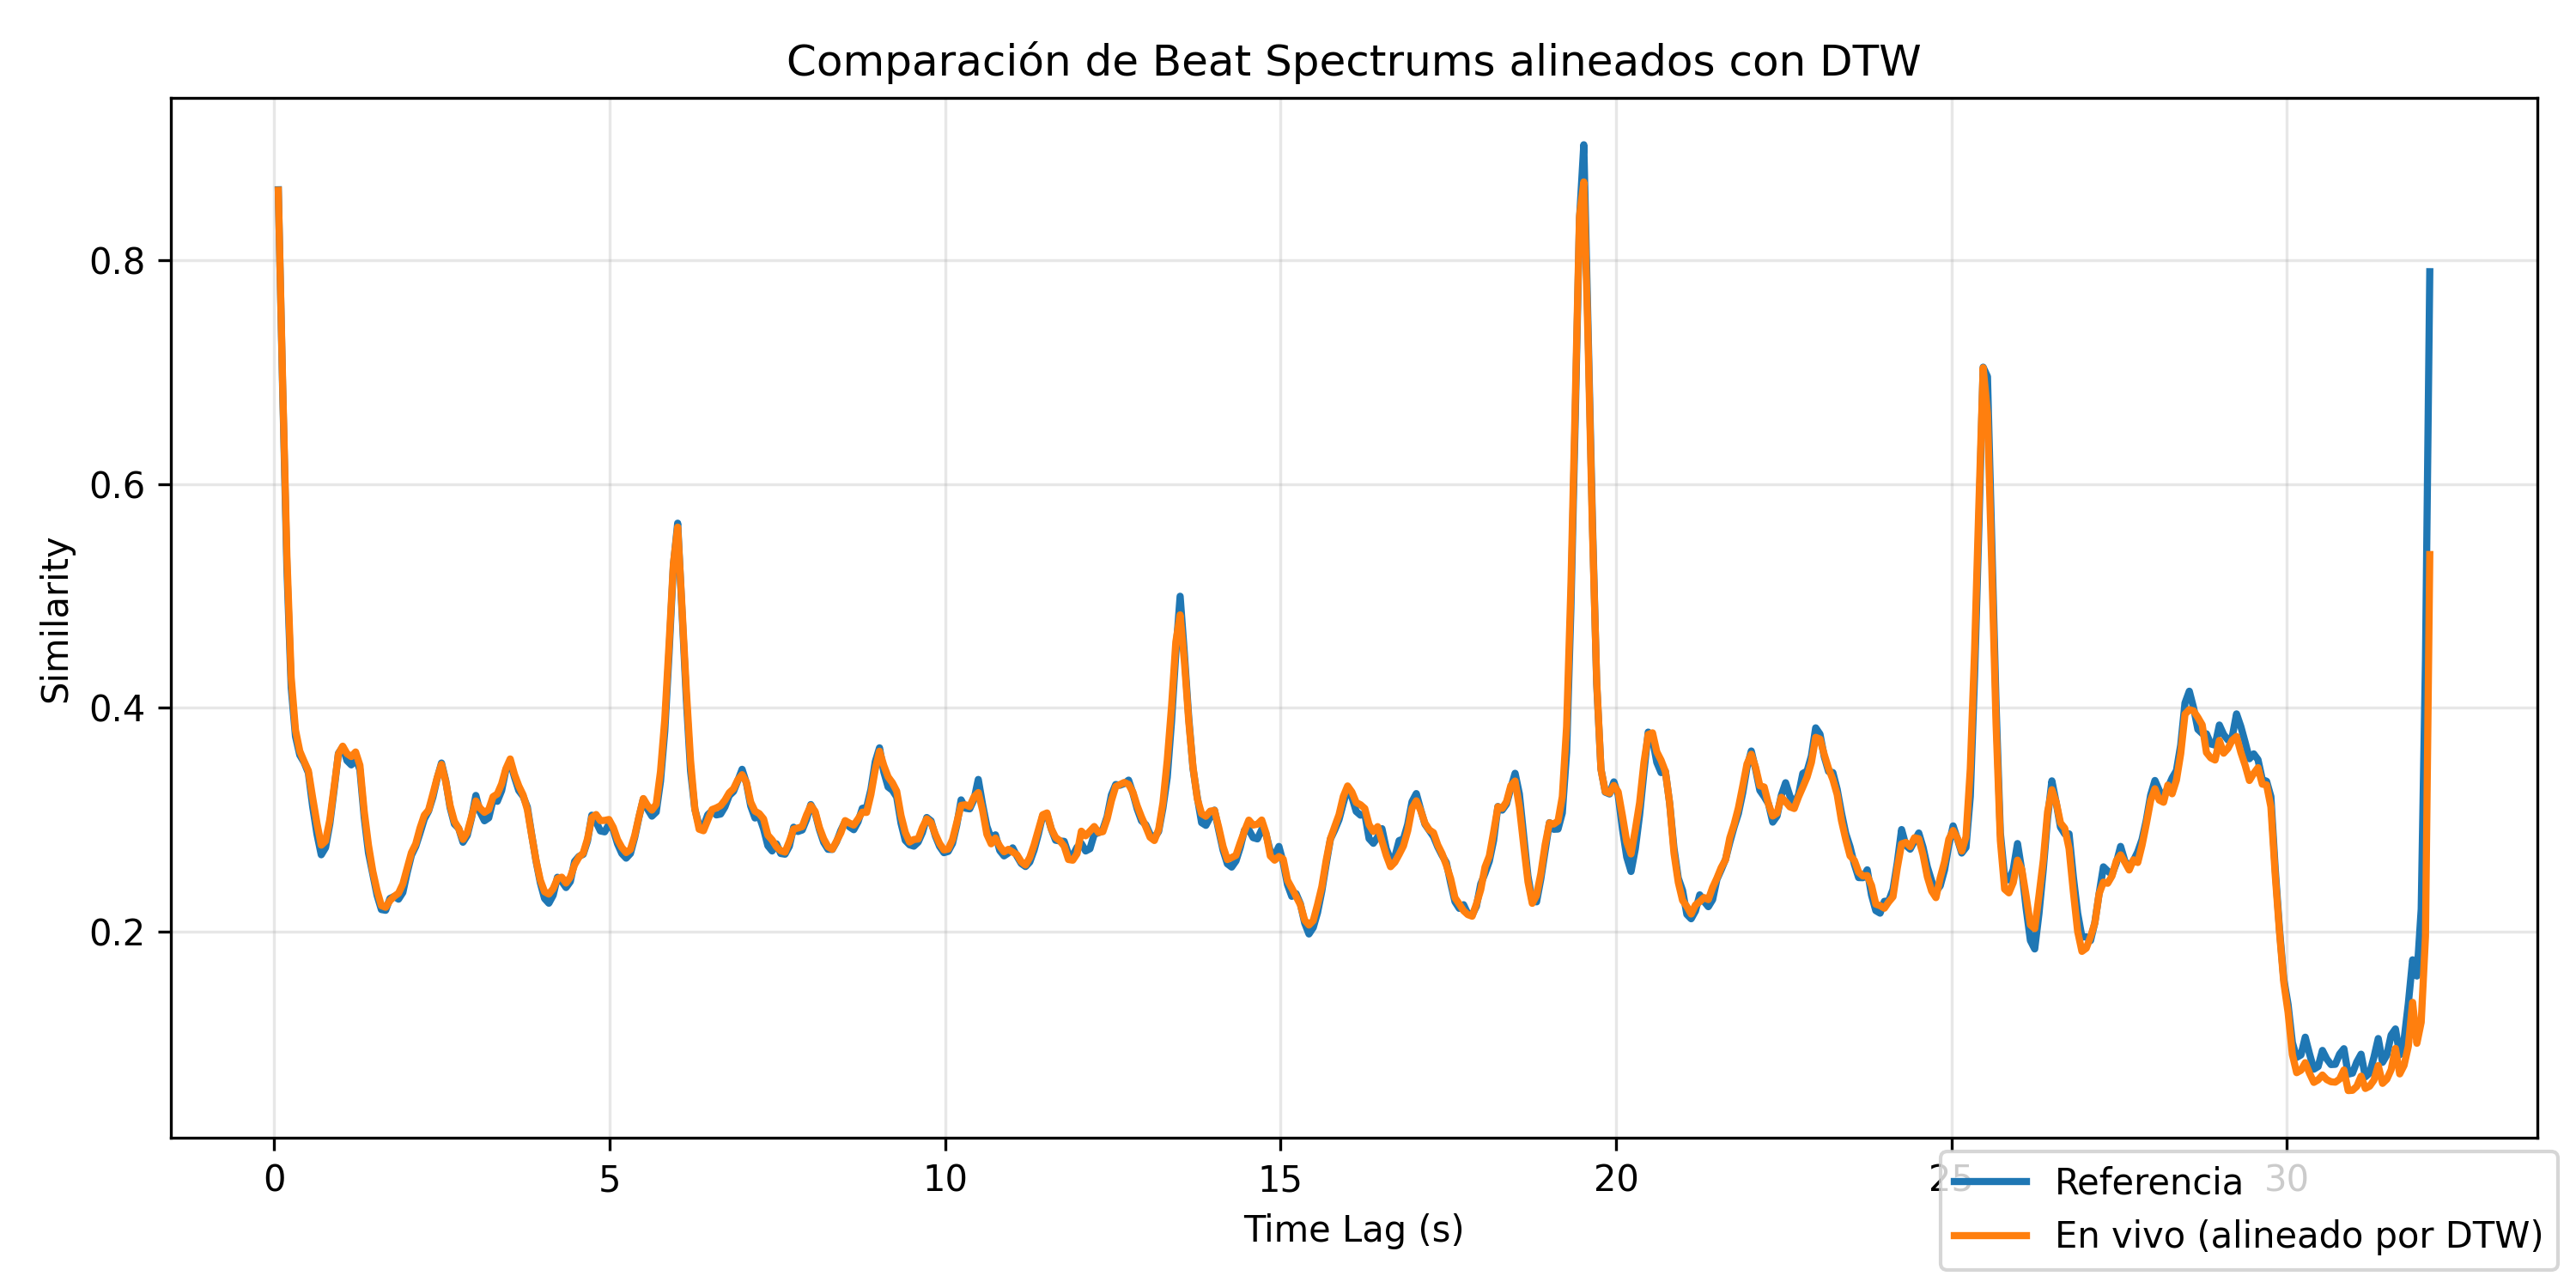 Comparación de Beat Spectrums alineados con DTW
Similarity
0.8
0.6
0.4
0.2
0 5 10 15 20 25 30
Time Lag (s)
Referencia
En vivo (alineado por DTW)